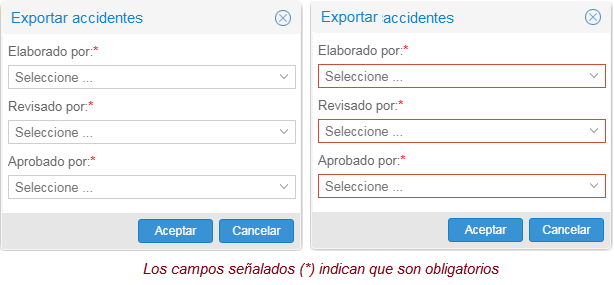 Exportar accidentes
Elaborado por:*
Seleccione ...
Revisado por:*
Seleccione ...
Aprobado por:*
Seleccione ...
Aceptar Cancelar
Exportar accidentes
Elaborado por:*
Seleccione ...
Revisado por:*
Seleccione ...
Aprobado por:*
Seleccione ...
Aceptar Cancelar
Los campos señalados (*) indican que son obligatorios